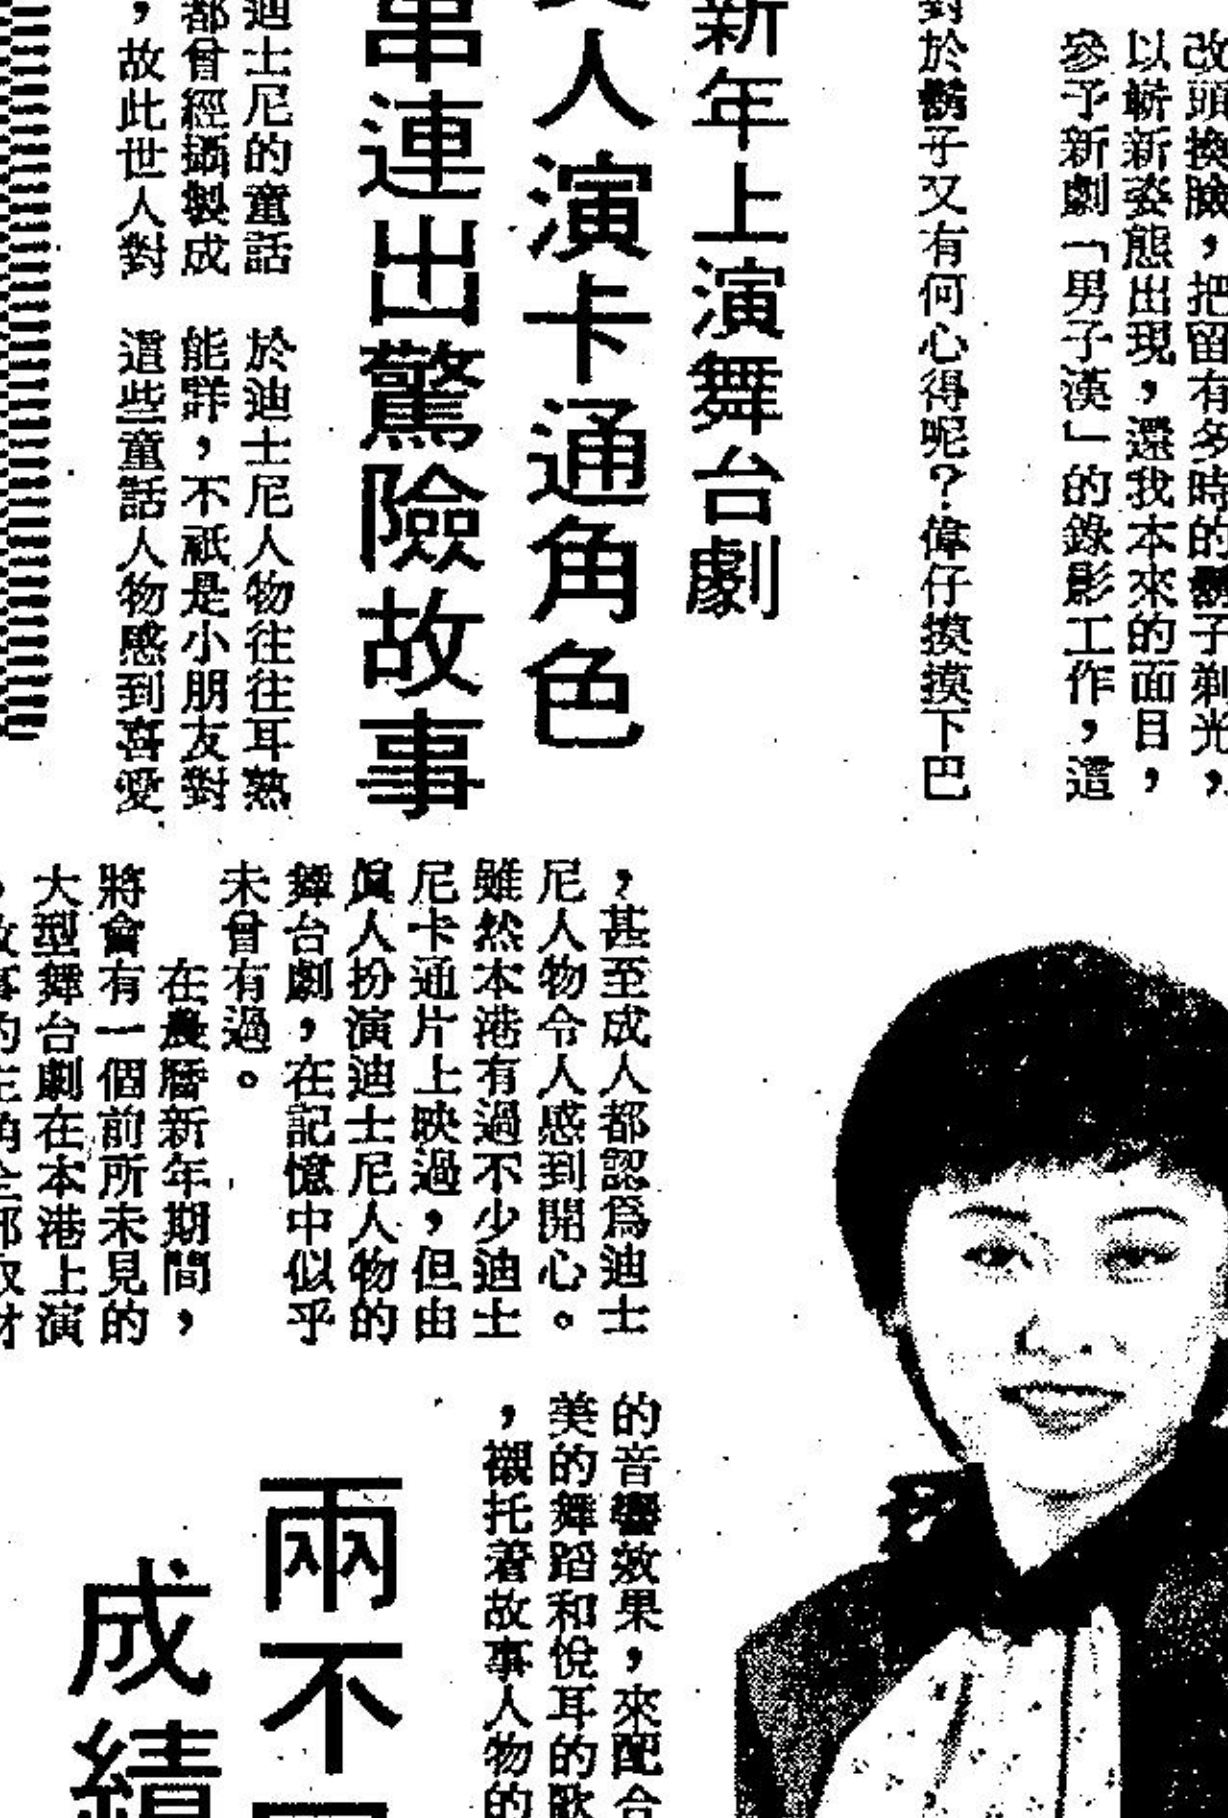 改頭換臉，把留有多時的鬍子剃光，
以嶄新姿態出現，還我本來的面目，
參予新劇「男子漢」的錄影工作，這
對於鬍子又有何心得呢？偉仔摸摸下巴
新年上演舞台劇
人演卡通角色
串連出驚險故事
迪士尼的童話
都曾經攝製成
，故此世人對
於迪士尼人物往往耳熟
能詳，不祇是小朋友對
這些童話人物感到喜愛
，甚至成人都認爲迪士
尼人物令人感到開心。
雖然本港有過不少迪士
尼卡通片上映過，但由
眞人扮演迪士尼人物的
舞台劇，在記憶中似乎
未曾有過。
在農曆新年期間，
將會有一個前所未見的
大型舞台劇在本港上演
的音響效果，來配合
美的舞蹈和悅耳的歌
，襯托着故事人物的
兩不
成績